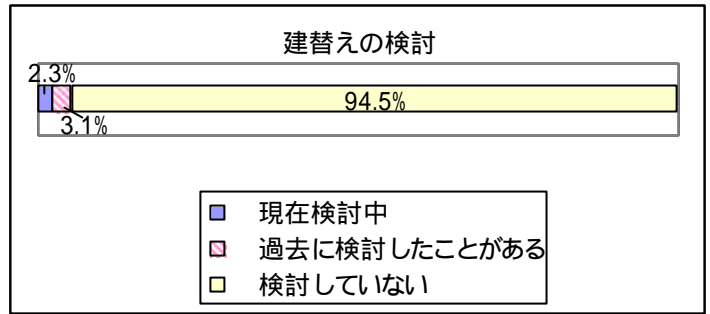 建替えの検討
2.3%
94.5%
3.1%
現在検討中
過去に検討したことがある
検討していない